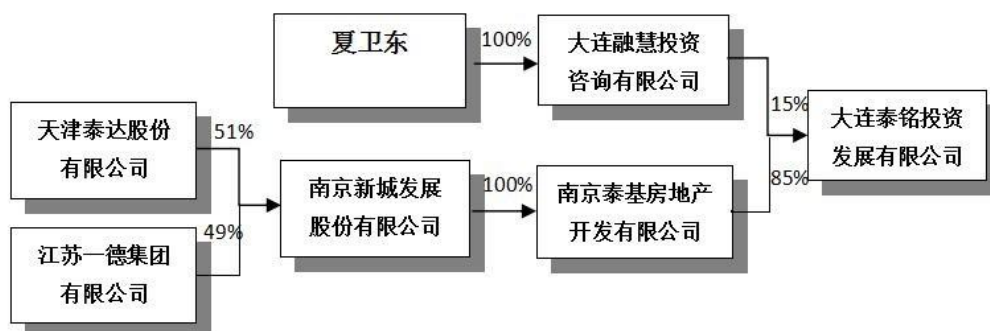 夏卫东
100%
大连融慧投资
咨询有限公司
15%
天津泰达股份
有限公司
51%
大连泰铭投资
发展有限公司
南京新城发展
股份有限公司
100%
南京泰基房地产
开发有限公司
85%
江苏一德集团
有限公司
49%